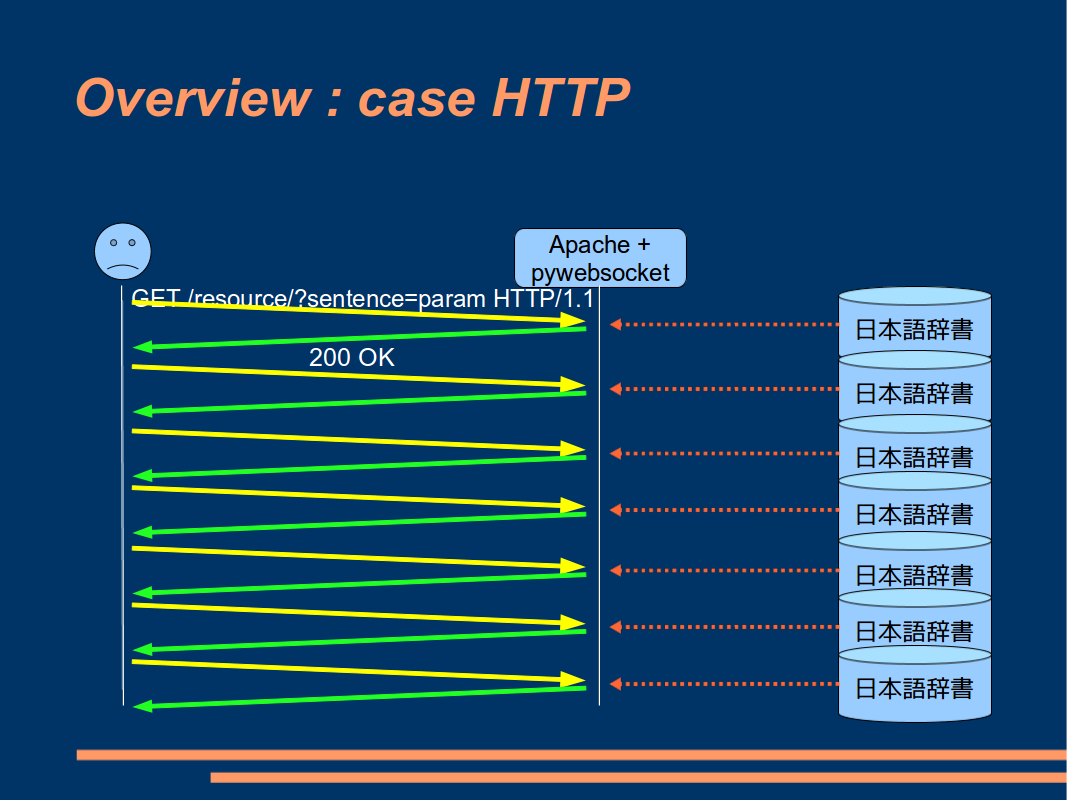 Overview : case HTTP
Apache +
pywebsocket
GET /resource/?sentence=param HTTP/1.1
200 OK
日本語辞書
日本語辞書
日本語辞書
日本語辞書
日本語辞書
日本語辞書
日本語辞書